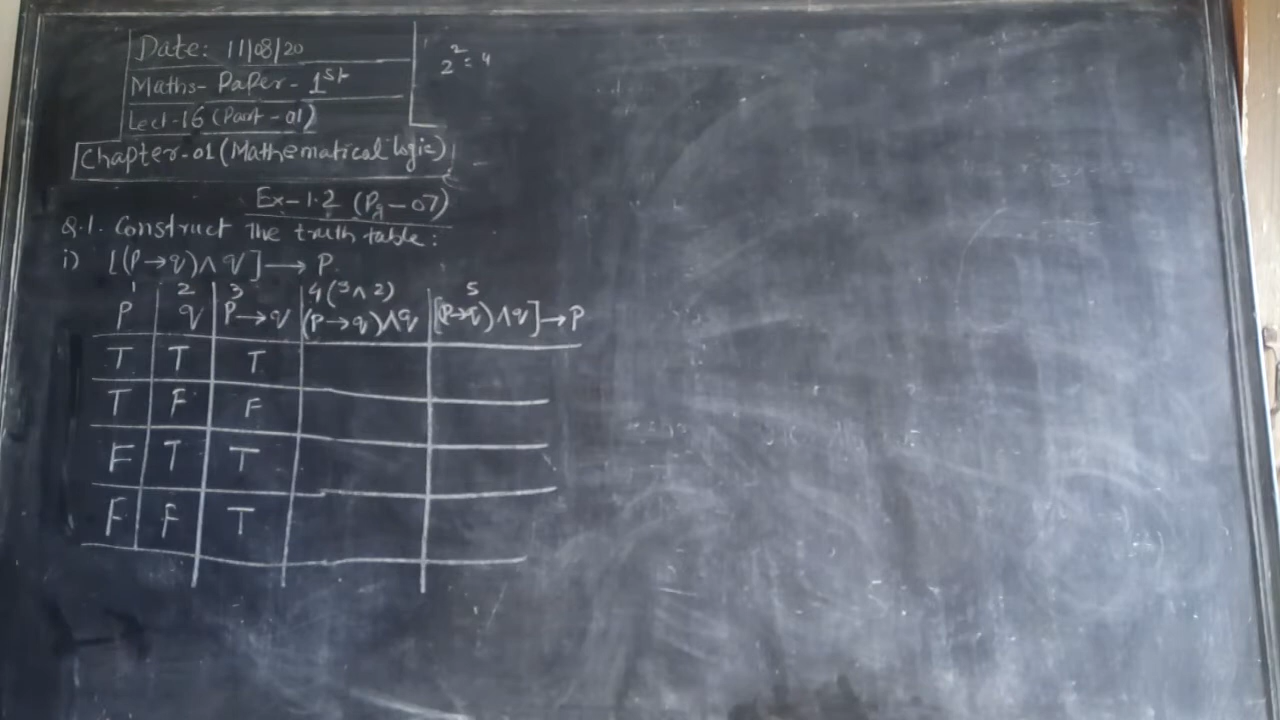 Date: 11/08/20
2² = 4
Maths- Paper- 1st
Lect-16 (Part-01)
Chapter-01 (Mathematical logic)
Ex-1.2 (Pg-07)
Q.1. Construct the truth table:
i) [(P→q)∧q]→P.
1 2 3 4(3∧2) 5
P q P→q (P→q)∧q [(P→q)∧q]→P
T T T
T F F
F T T
F F T